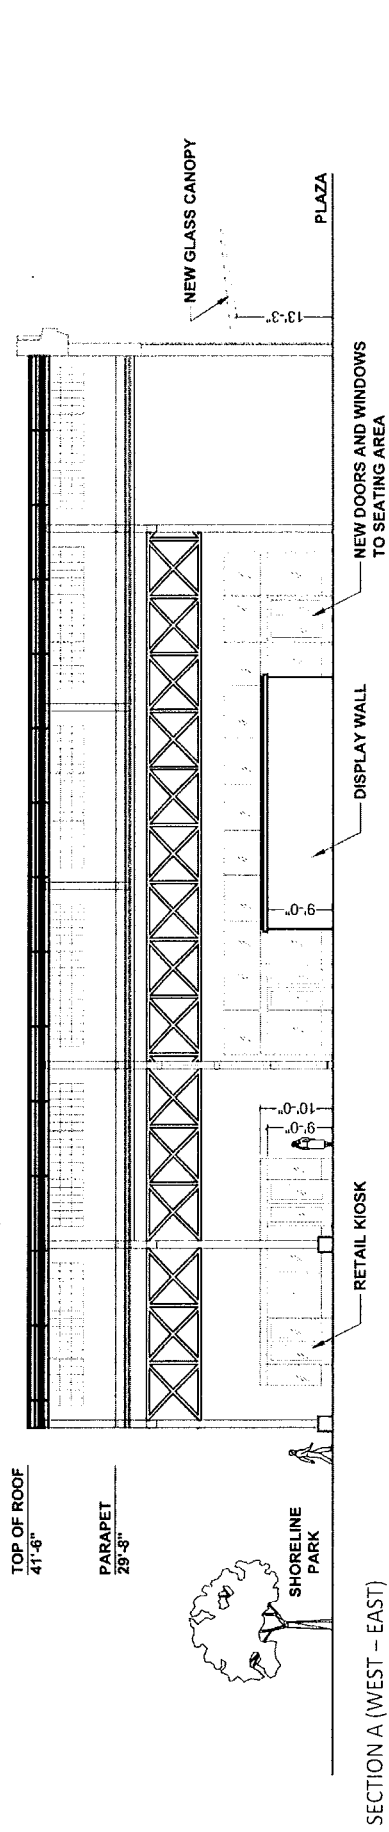 TOP OF ROOF
41'-6"
PARAPET
29'-8"
SHORELINE
PARK
RETAIL KIOSK
9'-0"
10'-0"
9'-0"
DISPLAY WALL
NEW DOORS AND WINDOWS
TO SEATING AREA
NEW GLASS CANOPY
13'-3"
PLAZA
SECTION A (WEST – EAST)